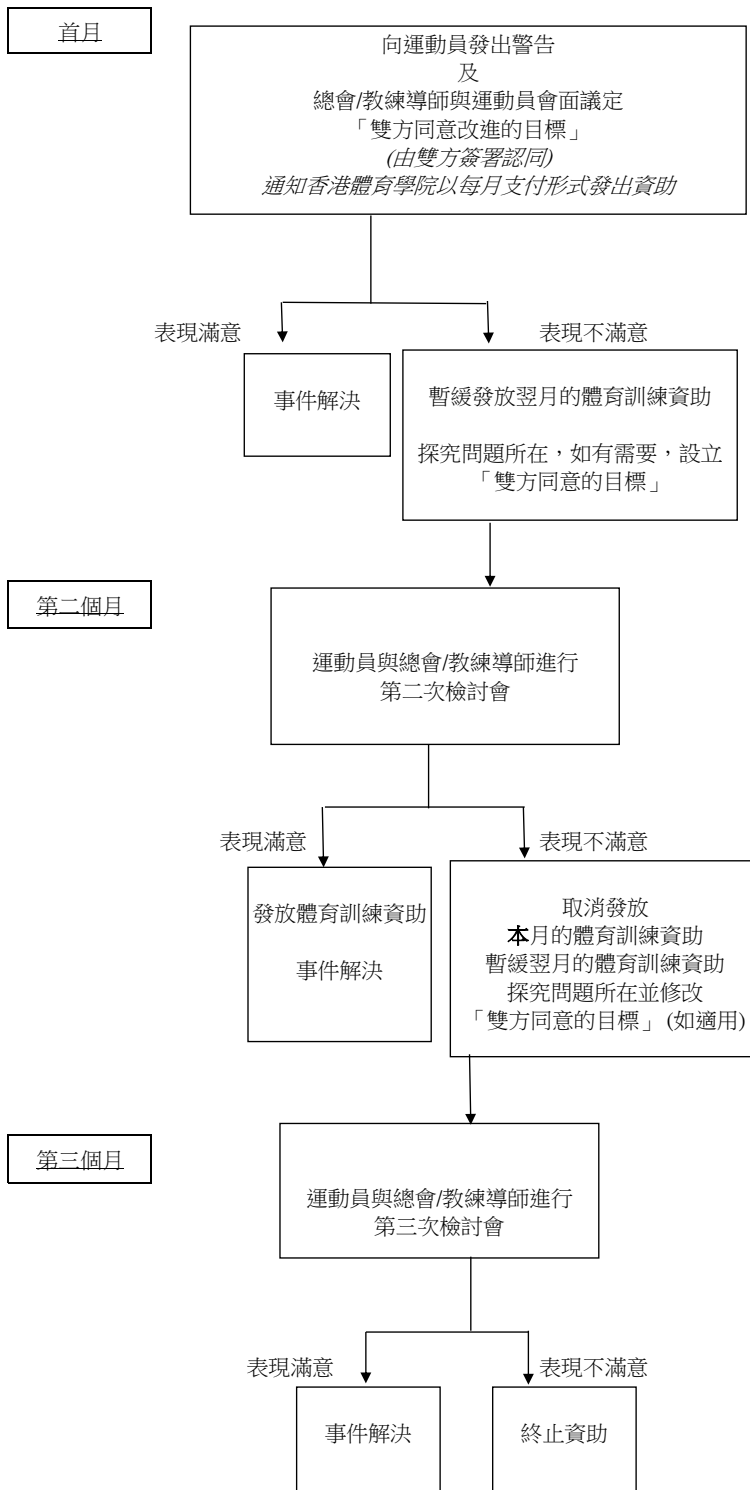 首月
向運動員發出警告
及
總會/教練導師與運動員會面議定
「雙方同意改進的目標」
(由雙方簽署認同)
通知香港體育學院以每月支付形式發出資助
表現滿意
表現不滿意
事件解決
暫緩發放翌月的體育訓練資助
探究問題所在，如有需要，設立
「雙方同意的目標」
第二個月
運動員與總會/教練導師進行
第二次檢討會
表現滿意
表現不滿意
發放體育訓練資助
事件解決
取消發放
本月的體育訓練資助
暫緩翌月的體育訓練資助
探究問題所在並修改
「雙方同意的目標」(如適用)
第三個月
運動員與總會/教練導師進行
第三次檢討會
表現滿意
表現不滿意
事件解決
終止資助